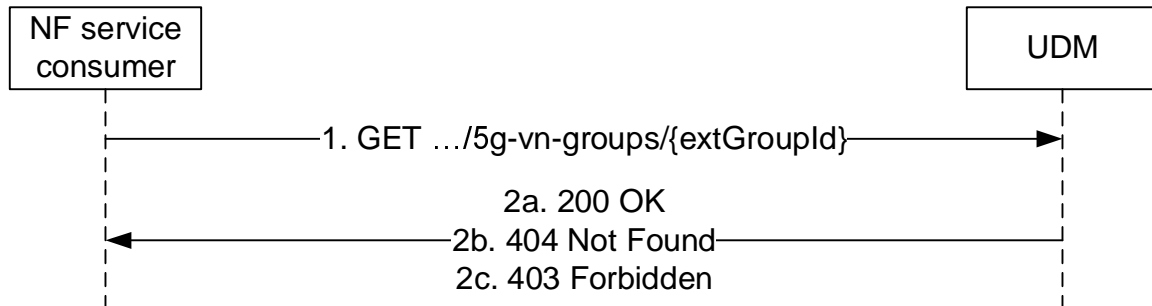 NF service
consumer
UDM
1. GET …/5g-vn-groups/{extGroupId}
2a. 200 OK
2b. 404 Not Found
2c. 403 Forbidden